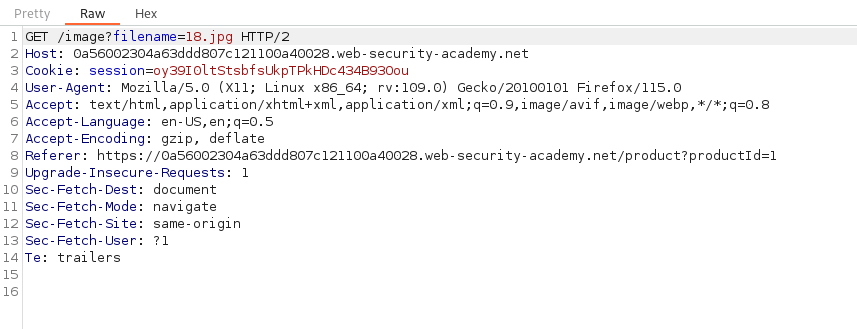 Pretty Raw Hex
1 GET /image?filename=18.jpg HTTP/2
2 Host: 0a56002304a63ddd807c121100a40028.web-security-academy.net
3 Cookie: session=oy39I0ltStsbfsUkpTPkHDc434B93Oou
4 User-Agent: Mozilla/5.0 (X11; Linux x86_64; rv:109.0) Gecko/20100101 Firefox/115.0
5 Accept: text/html,application/xhtml+xml,application/xml;q=0.9,image/avif,image/webp,*/*;q=0.8
6 Accept-Language: en-US,en;q=0.5
7 Accept-Encoding: gzip, deflate
8 Referer: https://0a56002304a63ddd807c121100a40028.web-security-academy.net/product?productId=1
9 Upgrade-Insecure-Requests: 1
10 Sec-Fetch-Dest: document
11 Sec-Fetch-Mode: navigate
12 Sec-Fetch-Site: same-origin
13 Sec-Fetch-User: ?1
14 Te: trailers
15
16